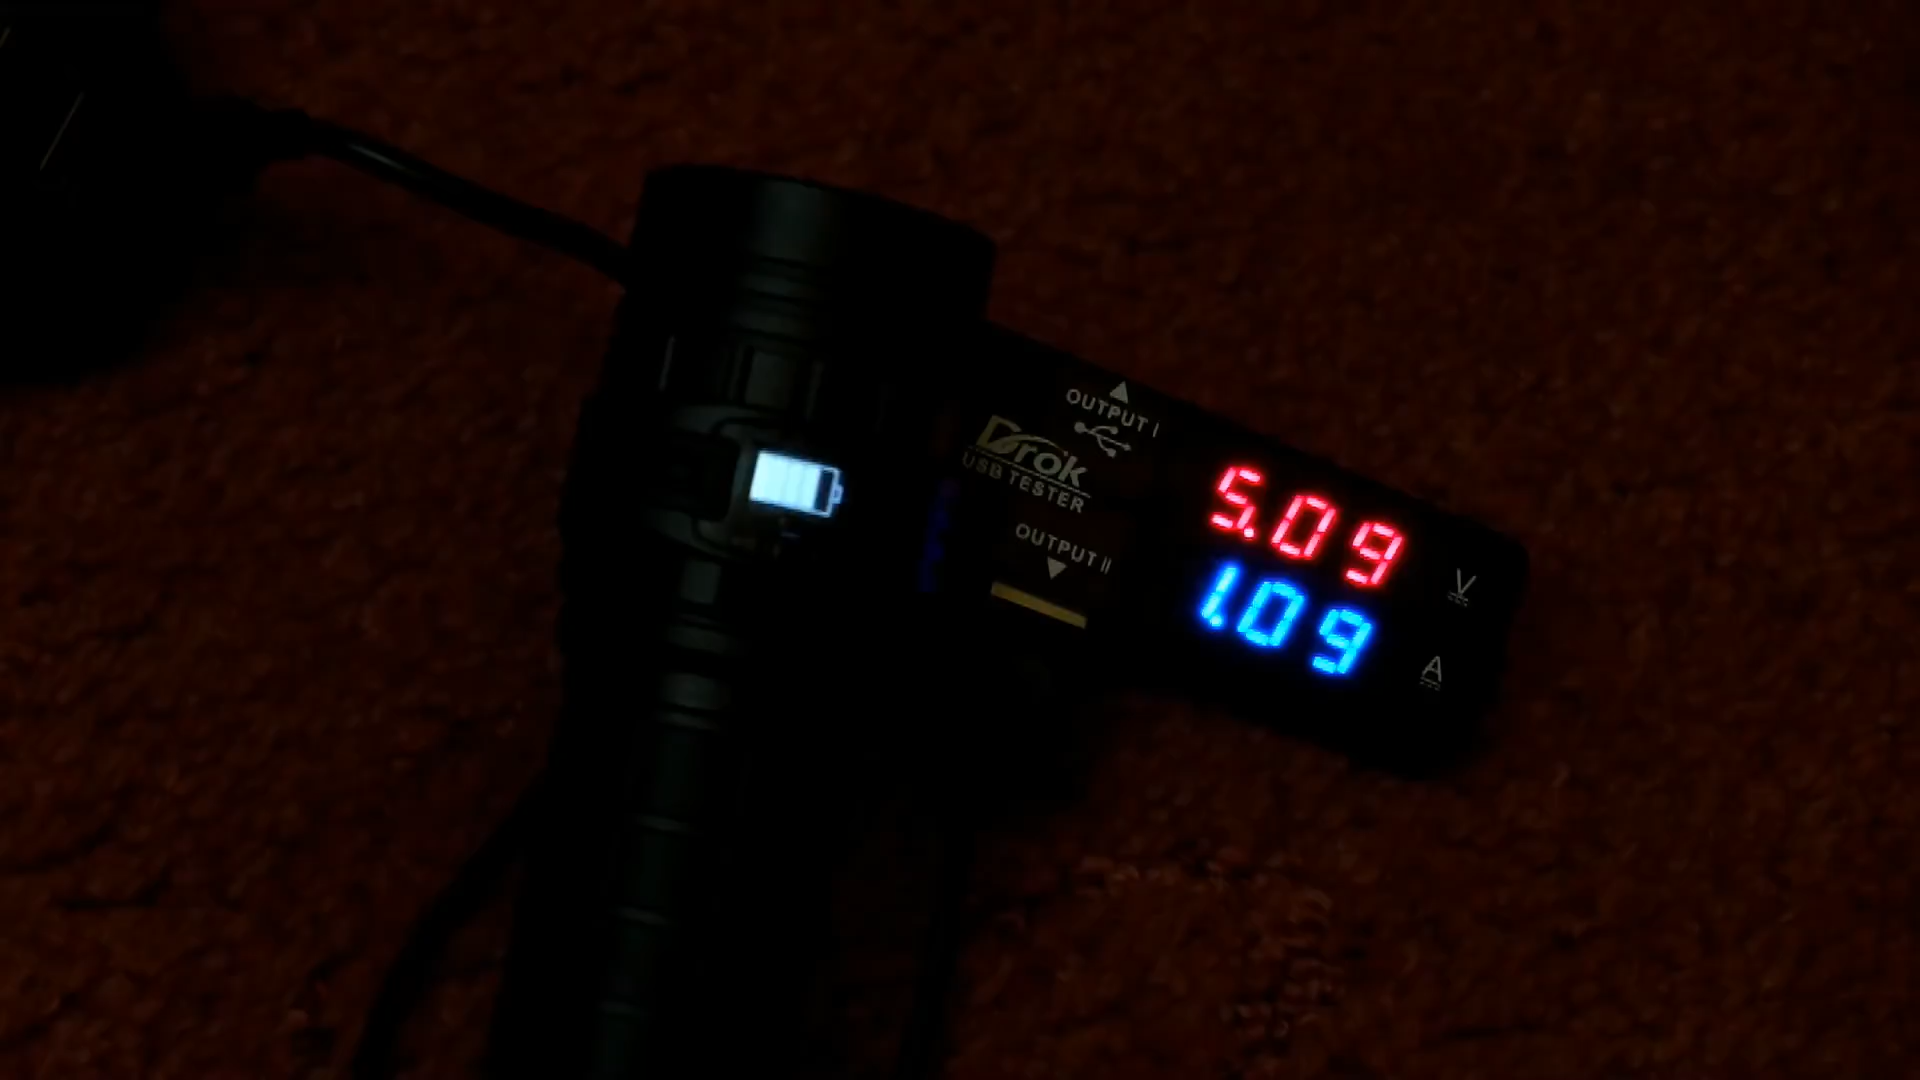 OUTPUT I
Drok
USB TESTER
OUTPUT II
5.09 V
1.09 A